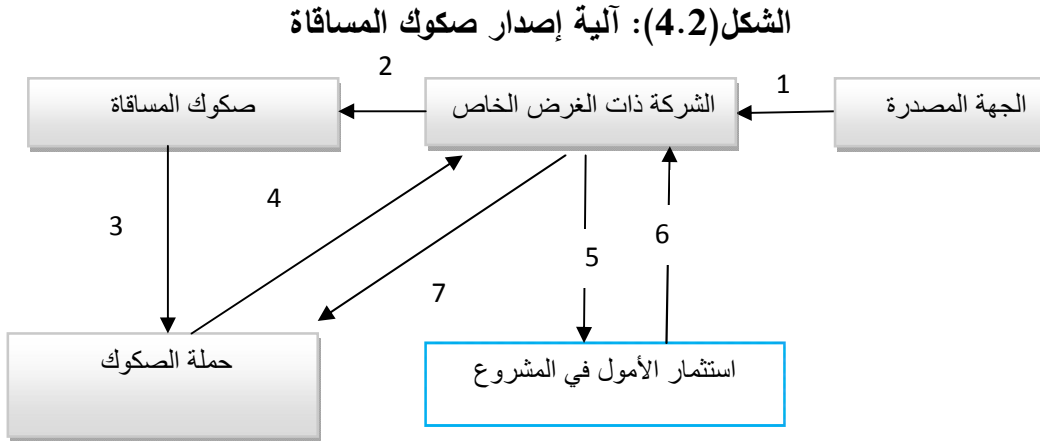 الشكل(4.2): آلية إصدار صكوك المساقاة
الجهة المصدرة
1
الشركة ذات الغرض الخاص
2
صكوك المساقاة
3
4
5
6
7
حملة الصكوك
استثمار الأمول في المشروع